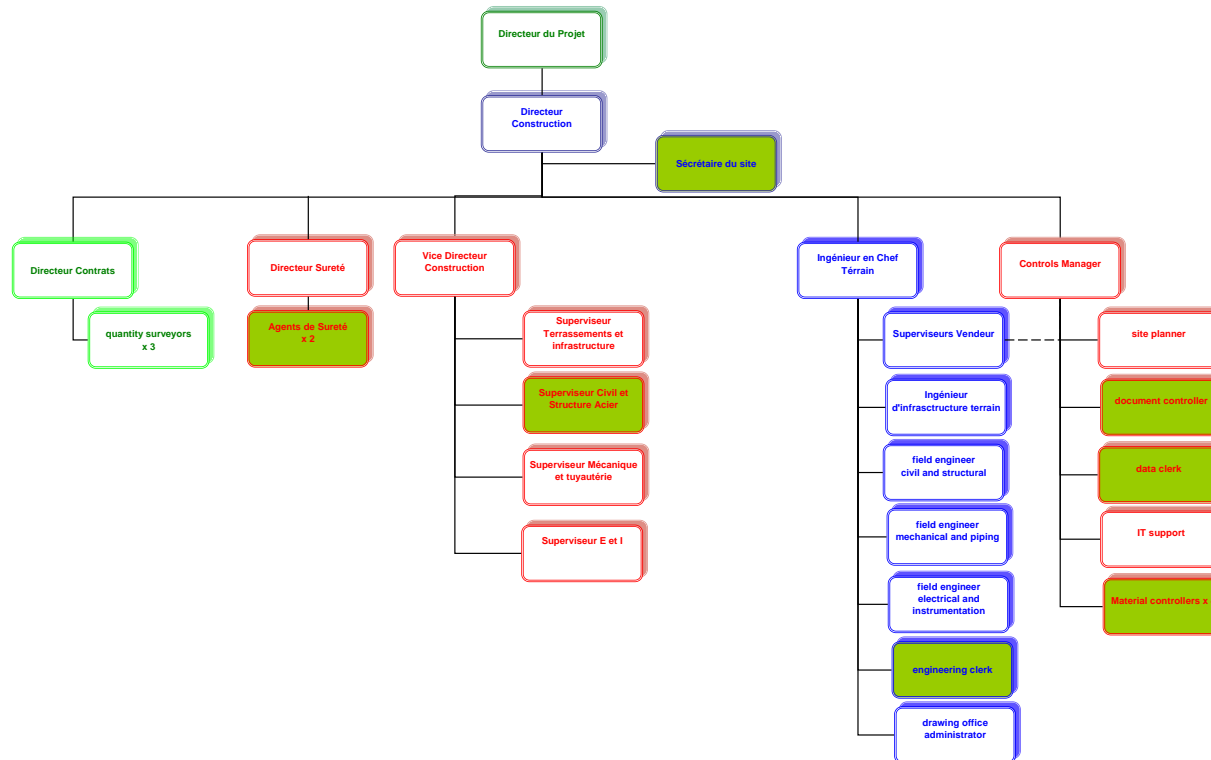 Directeur du Projet
Directeur
Construction
Sécrétaire du site
Directeur Contrats
quantity surveyors
x 3
Directeur Sureté
Agents de Sureté
x 2
Vice Directeur
Construction
Superviseur
Terrassements et
infrastructure
Superviseur Civil et
Structure Acier
Superviseur Mécanique
et tuyautérie
Superviseur E et I
Ingénieur en Chef
Térrain
Superviseurs Vendeur
Ingénieur
d'infrasctructure terrain
field engineer
civil and structural
field engineer
mechanical and piping
field engineer
electrical and
instrumentation
engineering clerk
drawing office
administrator
Controls Manager
site planner
document controller
data clerk
IT support
Material controllers x